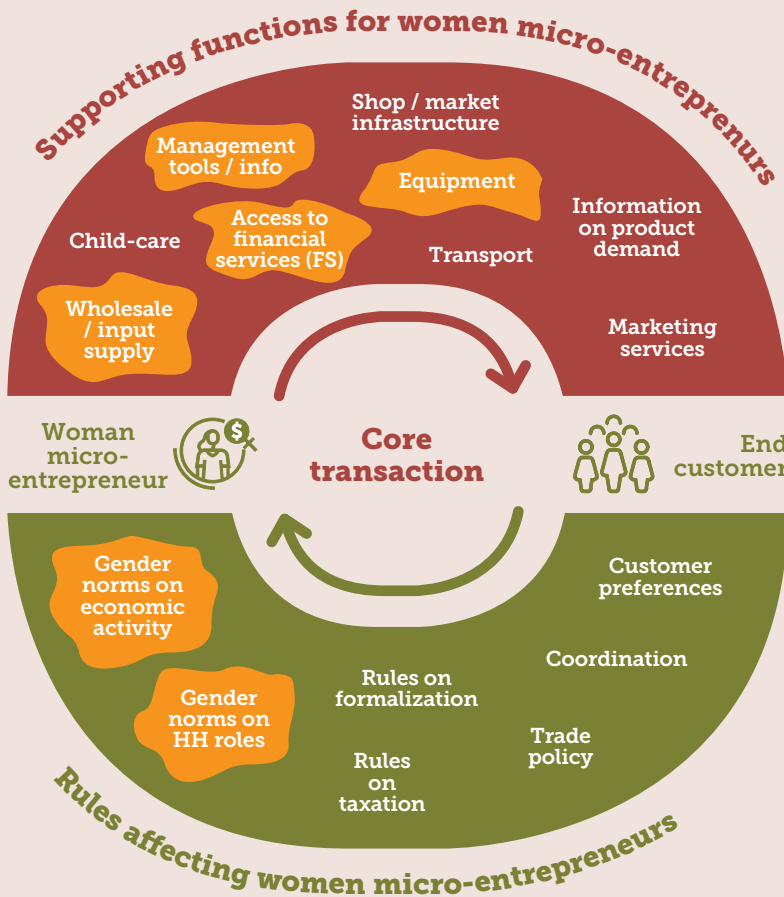 Supporting functions for women micro-entreprenurs
Shop / market
infrastructure
Management
tools / info
Equipment
Information
on product
demand
Access to
financial
services (FS)
Child-care
Transport
Wholesale
/ input
supply
Marketing
services
Woman
micro-
entrepreneur
$
Core
transaction
End
customer
Gender
norms on
economic
activity
Customer
preferences
Coordination
Rules on
formalization
Gender
norms on
HH roles
Trade
policy
Rules
on
taxation
Rules affecting women micro-entrepreneurs